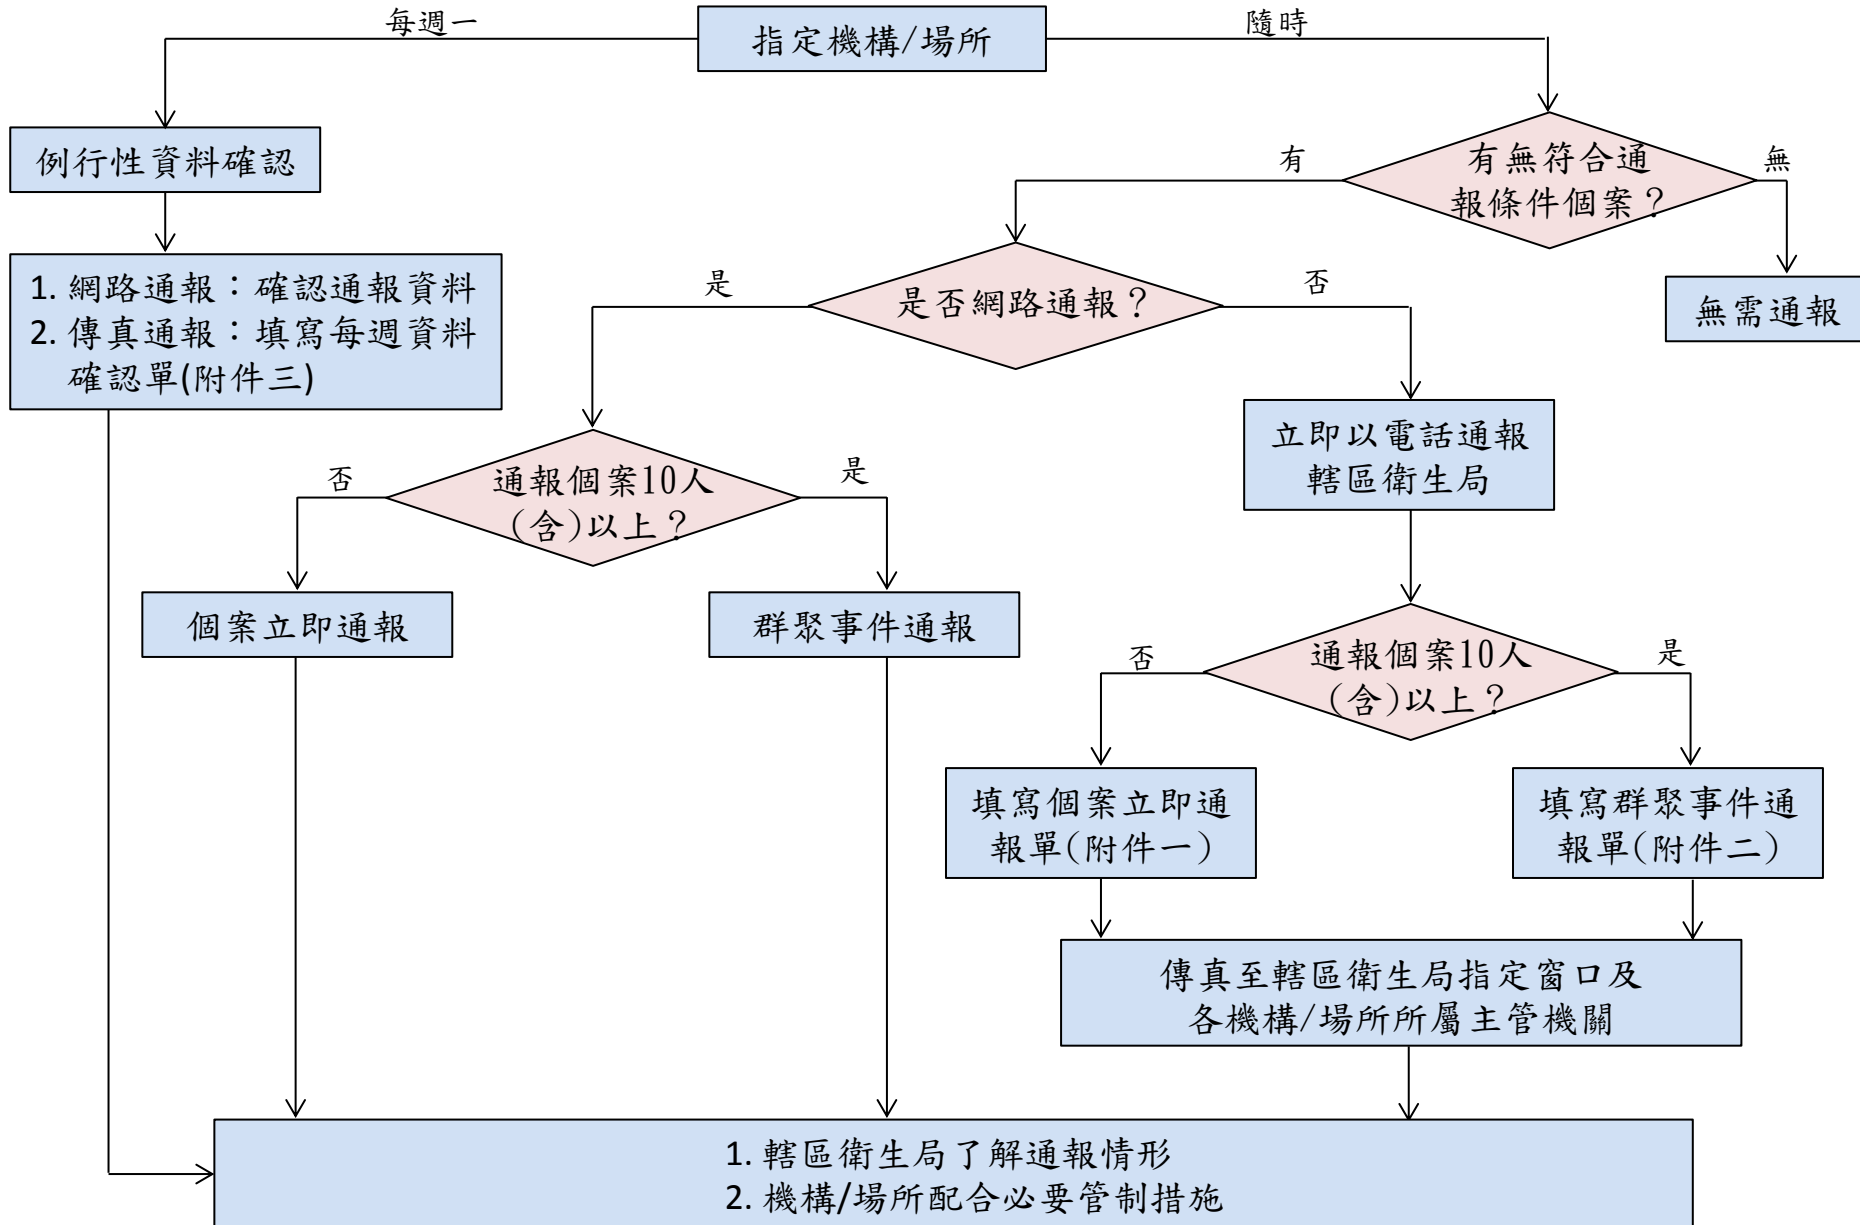 每週一
指定機構/場所
隨時
例行性資料確認
有
有無符合通
報條件個案？
無
1. 網路通報：確認通報資料
2. 傳真通報：填寫每週資料
確認單(附件三)
是
是否網路通報？
否
無需通報
立即以電話通報
轄區衛生局
否
通報個案10人
(含)以上？
是
個案立即通報
群聚事件通報
否
通報個案10人
(含)以上？
是
填寫個案立即通
報單(附件一)
填寫群聚事件通
報單(附件二)
傳真至轄區衛生局指定窗口及
各機構/場所所屬主管機關
1. 轄區衛生局了解通報情形
2. 機構/場所配合必要管制措施